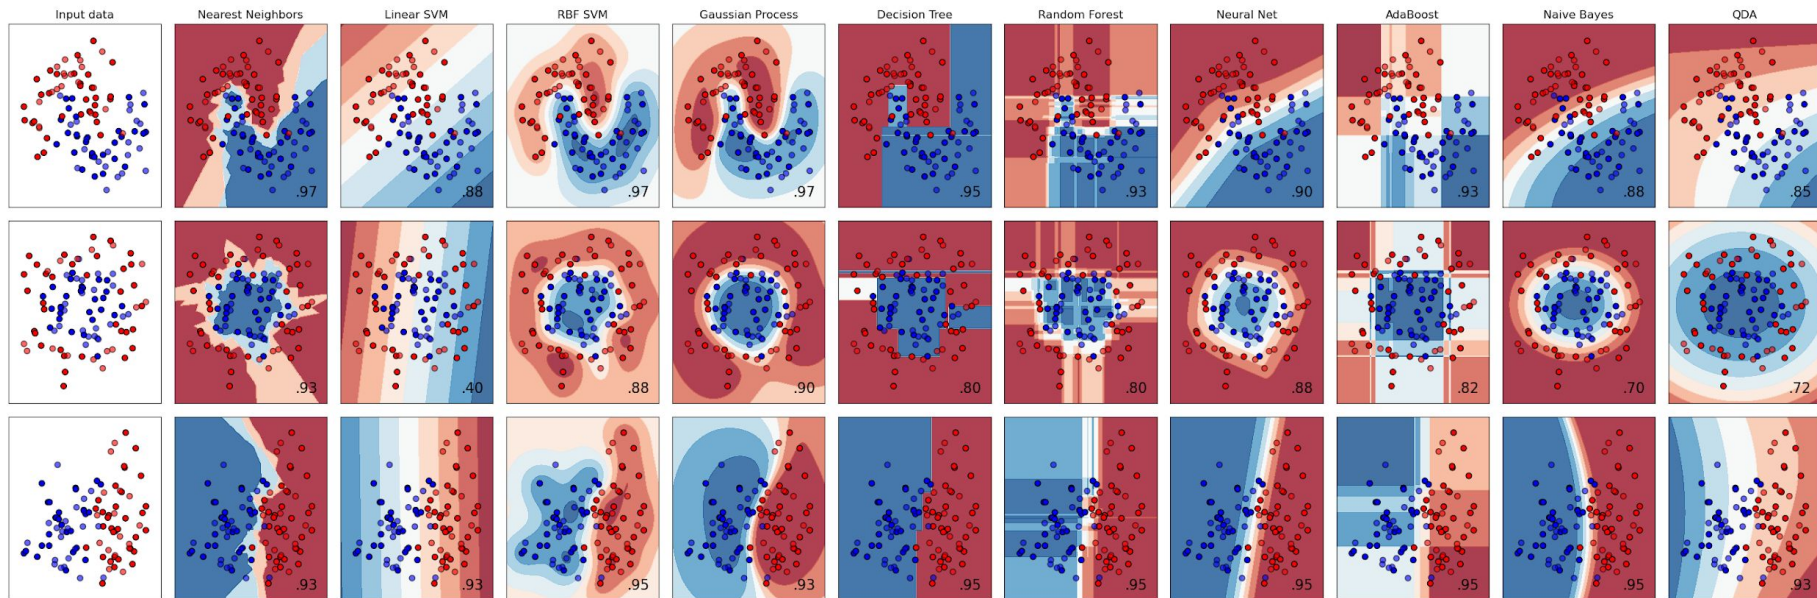 Input data Nearest Neighbors Linear SVM RBF SVM Gaussian Process Decision Tree Random Forest Neural Net AdaBoost Naive Bayes QDA
.97 .88 .97 .97 .95 .93 .90 .93 .88 .85
.93 .40 .88 .90 .80 .80 .88 .82 .70 .72
.93 .93 .95 .93 .95 .95 .95 .95 .95 .93